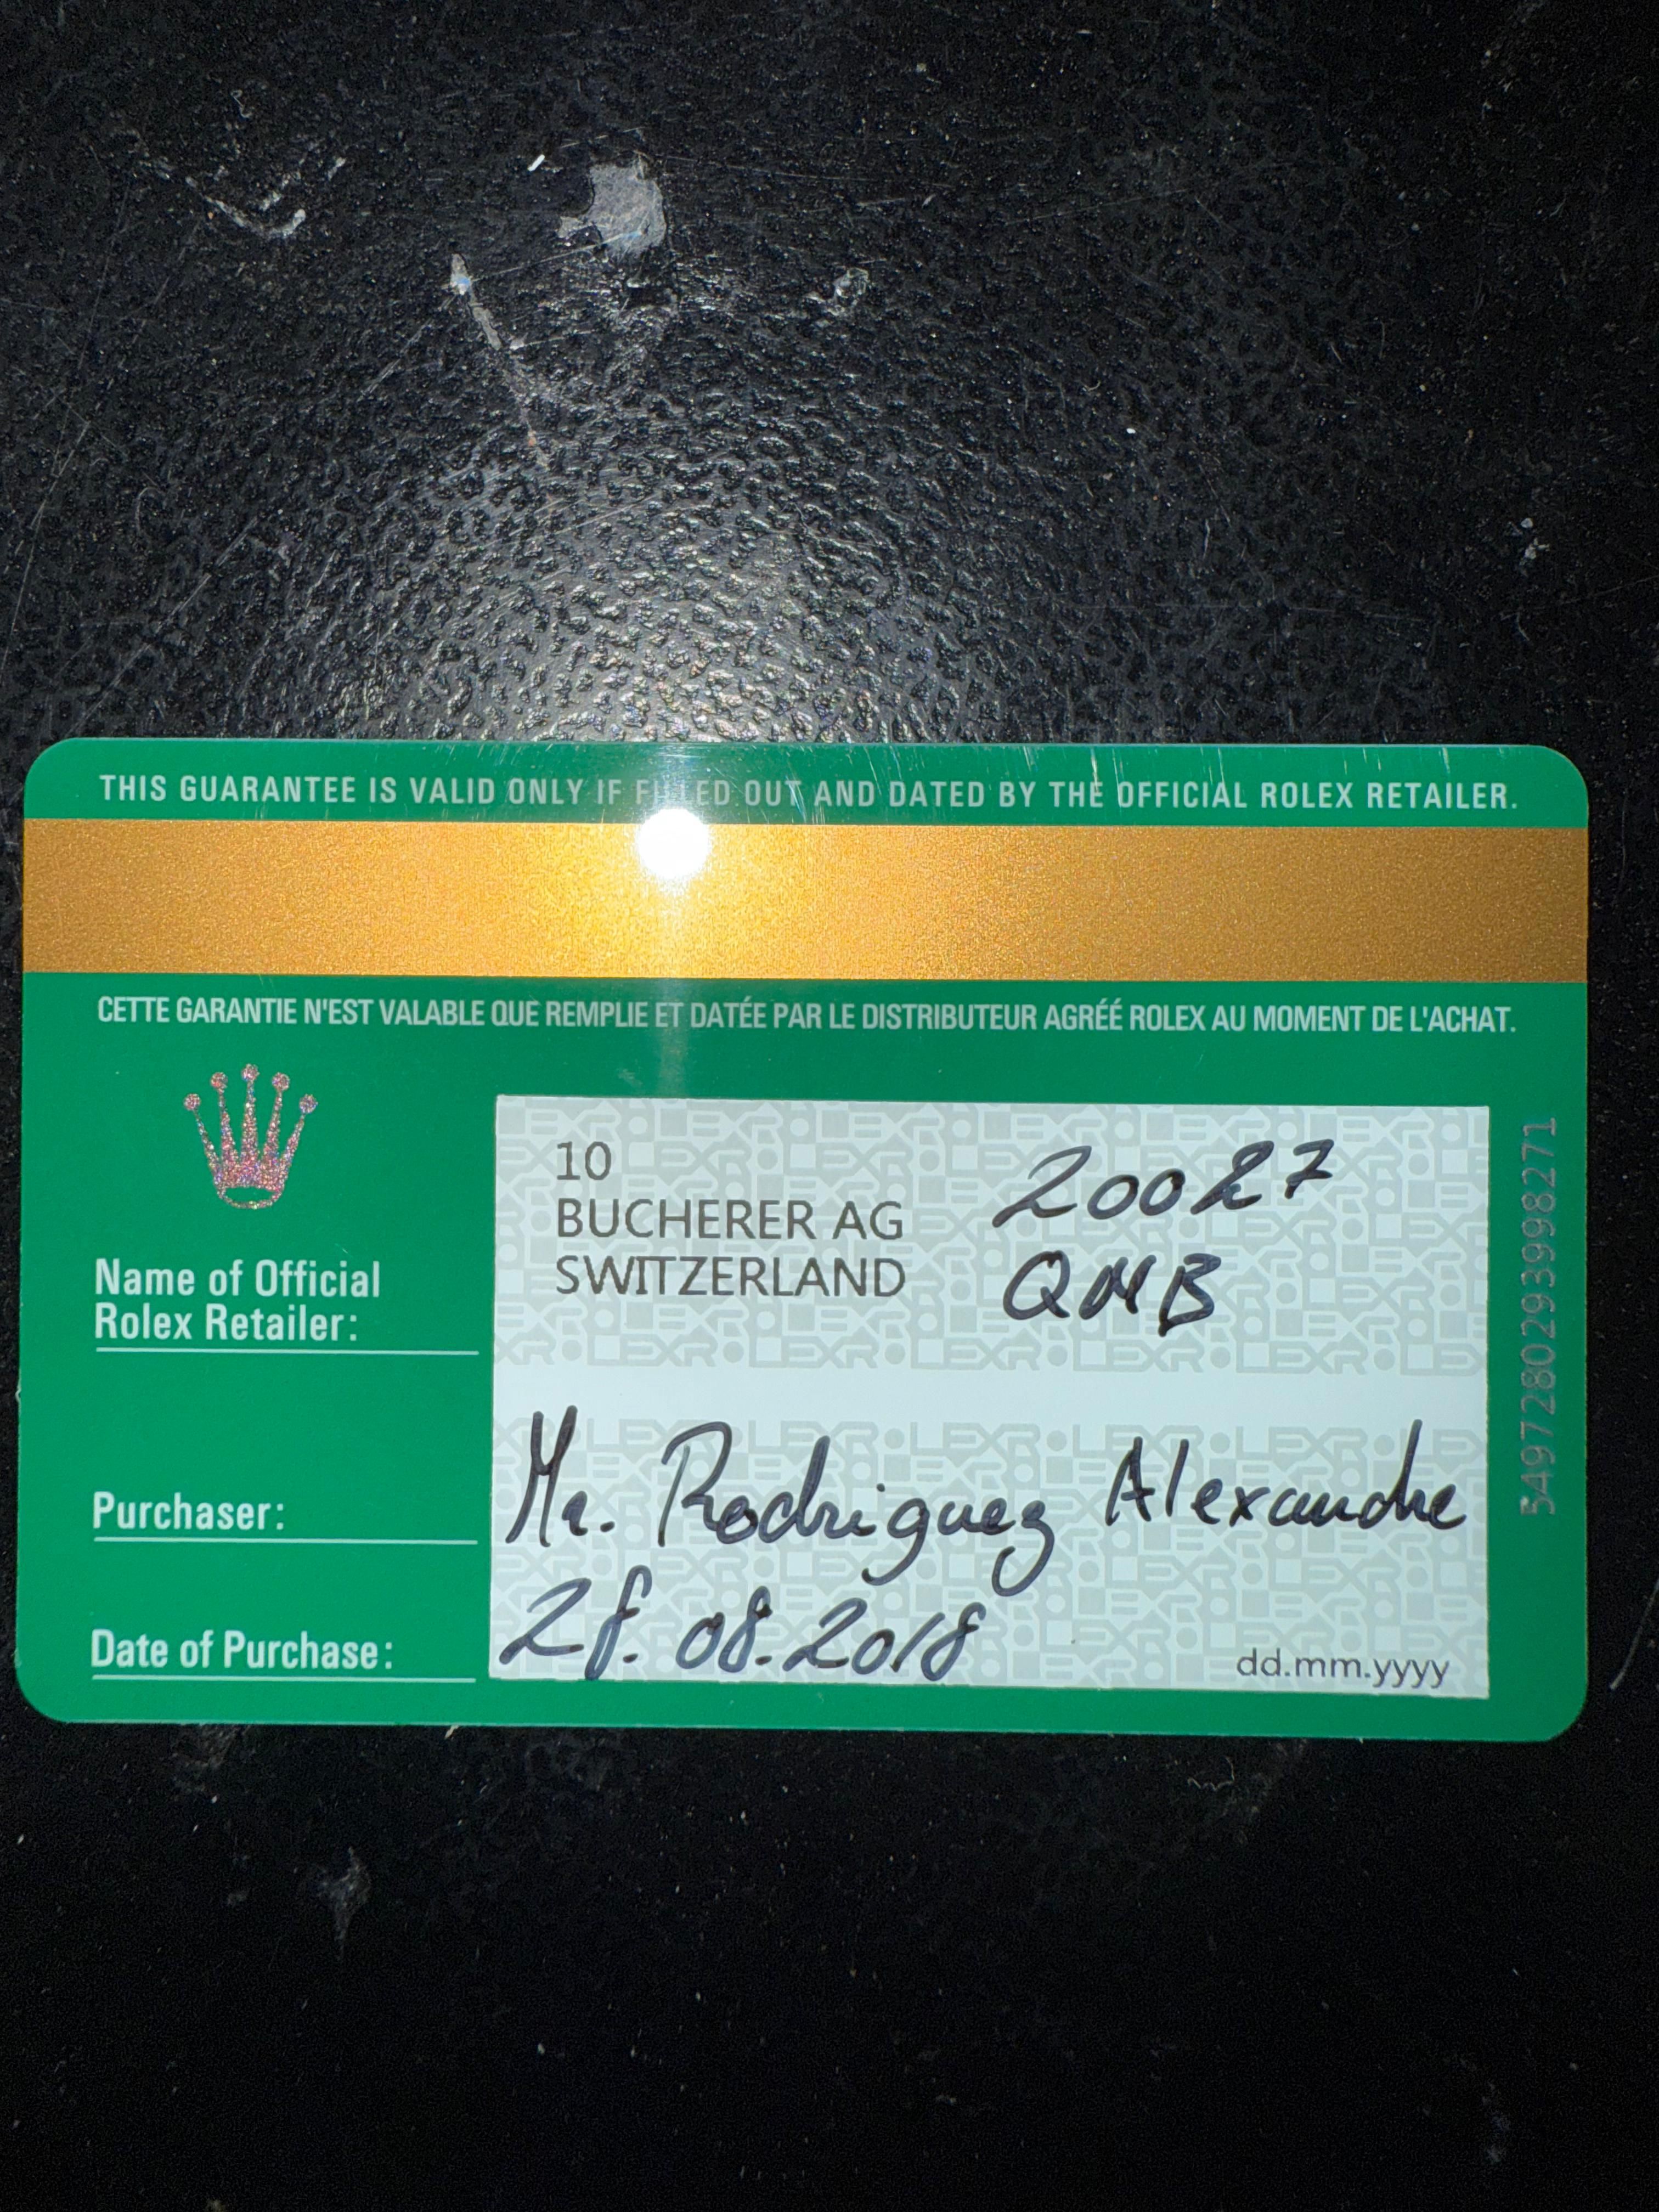 THIS GUARANTEE IS VALID ONLY IF FILLED OUT AND DATED BY THE OFFICIAL ROLEX RETAILER.
CETTE GARANTIE N'EST VALABLE QUE REMPLIE ET DATÉE PAR LE DISTRIBUTEUR AGRÉÉ ROLEX AU MOMENT DE L'ACHAT.
Name of Official
Rolex Retailer:
10
BUCHERER AG
SWITZERLAND
20027
QMB
Purchaser:
Mr. Rodriguez Alexandre
Date of Purchase:
28.08.2018
dd.mm.yyyy
5497280293998271